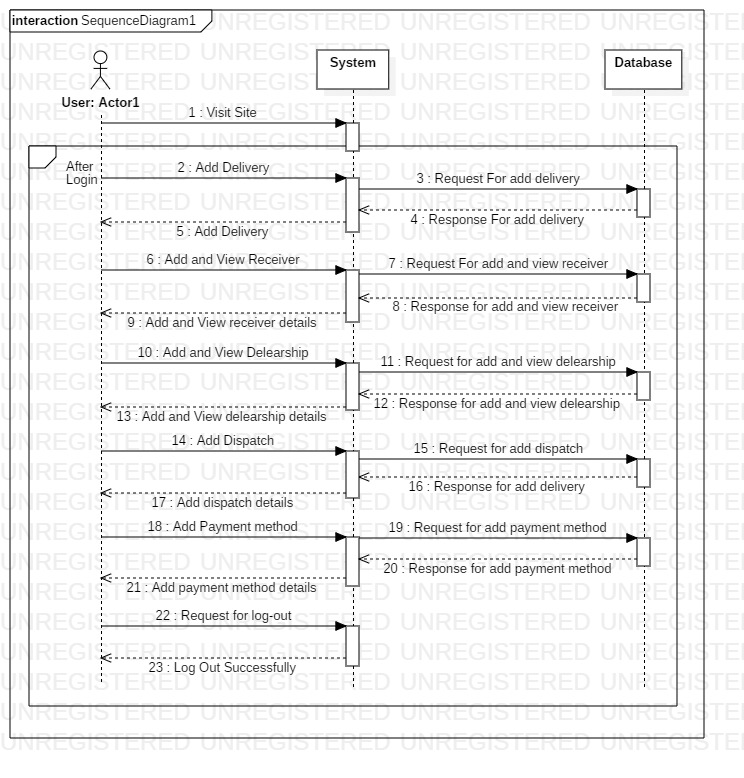 interaction SequenceDiagram1
User: Actor1
System
Database
1 : Visit Site
After
Login
2 : Add Delivery
3 : Request For add delivery
4 : Response For add delivery
5 : Add Delivery
6 : Add and View Receiver
7 : Request For add and view receiver
8 : Response for add and view receiver
9 : Add and View receiver details
10 : Add and View Delearship
11 : Request for add and view delearship
12 : Response for add and view delearship
13 : Add and View delearship details
14 : Add Dispatch
15 : Request for add dispatch
16 : Response for add delivery
17 : Add dispatch details
18 : Add Payment method
19 : Request for add payment method
20 : Response for add payment method
21 : Add payment method details
22 : Request for log-out
23 : Log Out Successfully
UNREGISTERED